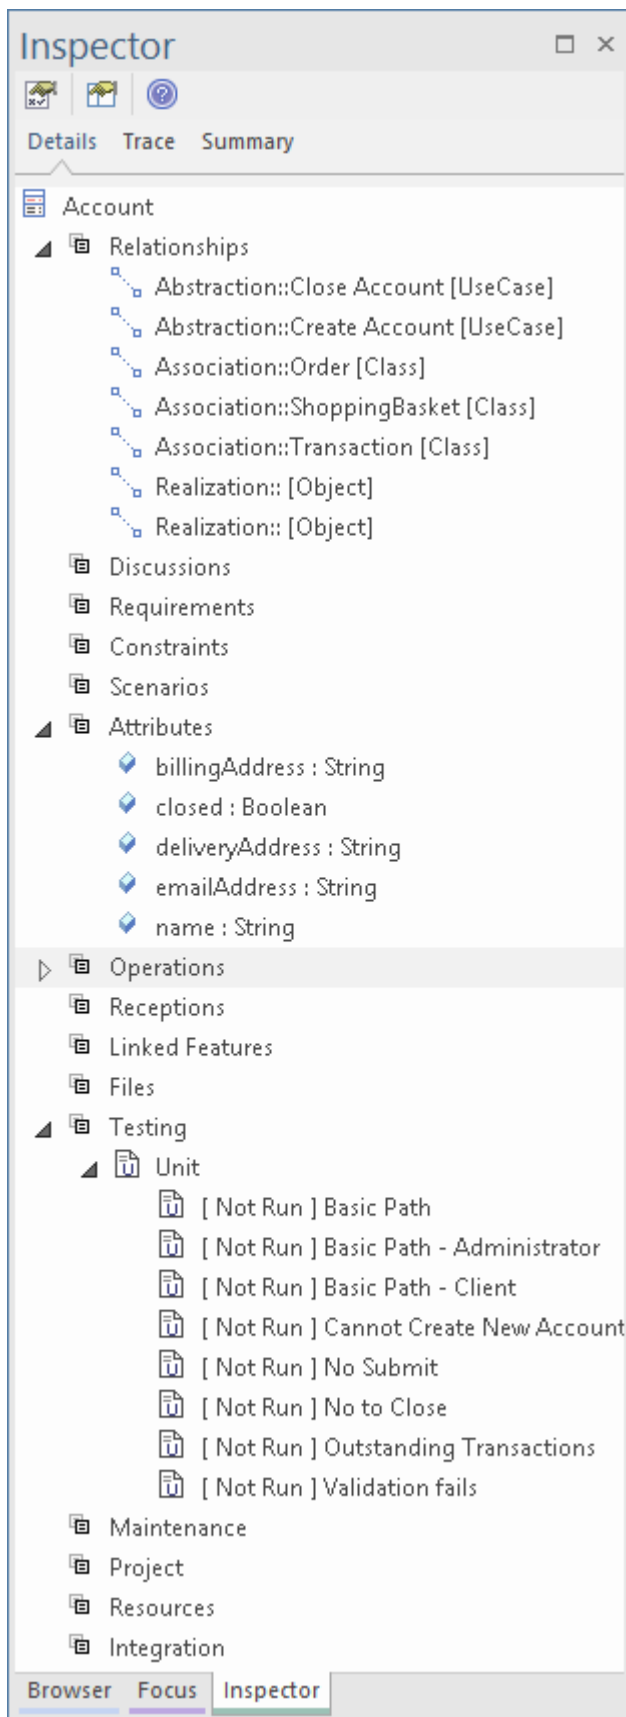 Inspector
Details Trace Summary
Account
Relationships
Abstraction::Close Account [UseCase]
Abstraction::Create Account [UseCase]
Association::Order [Class]
Association::ShoppingBasket [Class]
Association::Transaction [Class]
Realization:: [Object]
Realization:: [Object]
Discussions
Requirements
Constraints
Scenarios
Attributes
billingAddress : String
closed : Boolean
deliveryAddress : String
emailAddress : String
name : String
Operations
Receptions
Linked Features
Files
Testing
Unit
[ Not Run ] Basic Path
[ Not Run ] Basic Path - Administrator
[ Not Run ] Basic Path - Client
[ Not Run ] Cannot Create New Account
[ Not Run ] No Submit
[ Not Run ] No to Close
[ Not Run ] Outstanding Transactions
[ Not Run ] Validation fails
Maintenance
Project
Resources
Integration
Browser Focus Inspector